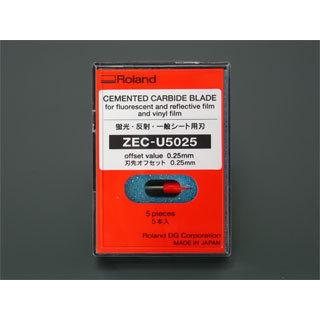 Roland
CEMENTED CARBIDE BLADE
for fluorescent and reflective film
and vinyl film
蛍光・反射・一般シート用刃
ZEC-U5025
offset value 0.25mm
刃先オフセット 0.25mm
5 pieces
5本入
Roland DG Corporation
MADE IN JAPAN